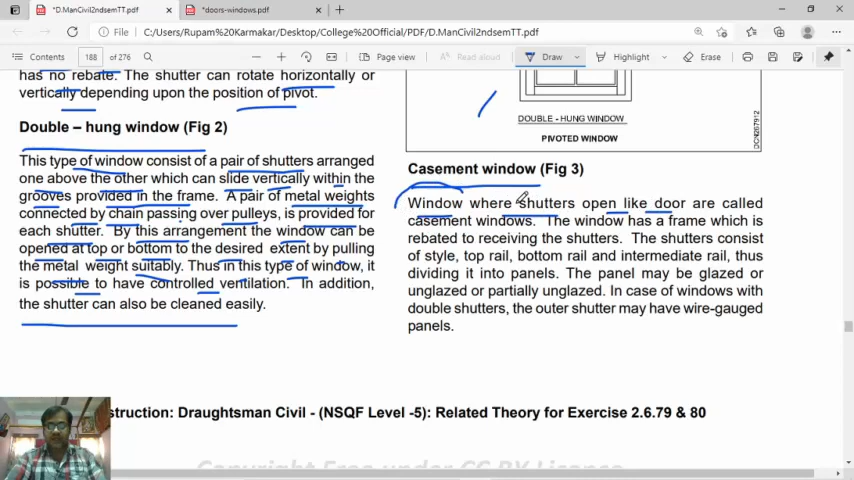 *D.ManCivil2ndsemTT.pdf
*doors-windows.pdf
File
C:/Users/Rupam%20Karmakar/Desktop/College%20Official/PDF/D.ManCivil2ndsemTT.pdf
Contents
188
of 276
Page view
Read aloud
Draw
Highlight
Erase
has no rebate. The shutter can rotate horizontally or
vertically depending upon the position of pivot.
Double – hung window (Fig 2)
This type of window consist of a pair of shutters arranged
one above the other which can slide vertically within the
grooves provided in the frame. A pair of metal weights
connected by chain passing over pulleys, is provided for
each shutter. By this arrangement the window can be
opened at top or bottom to the desired extent by pulling
the metal weight suitably. Thus in this type of window, it
is possible to have controlled ventilation. In addition,
the shutter can also be cleaned easily.
DOUBLE - HUNG WINDOW
PIVOTED WINDOW
DCN267912
Casement window (Fig 3)
Window where shutters open like door are called
casement windows. The window has a frame which is
rebated to receiving the shutters. The shutters consist
of style, top rail, bottom rail and intermediate rail, thus
dividing it into panels. The panel may be glazed or
unglazed or partially unglazed. In case of windows with
double shutters, the outer shutter may have wire-gauged
panels.
struction: Draughtsman Civil - (NSQF Level -5): Related Theory for Exercise 2.6.79 & 80
Copyright Free under CC BY Licence